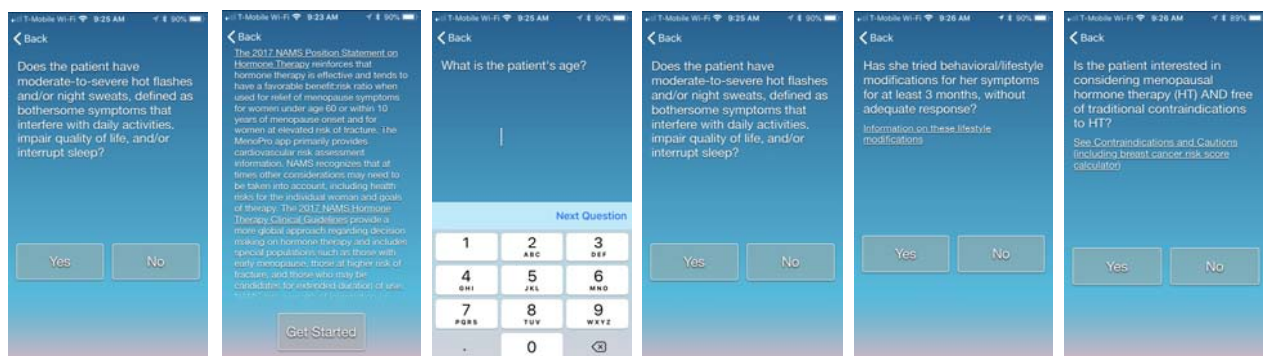 T-Mobile Wi-Fi 9:25 AM 90%
Back
Does the patient have
moderate-to-severe hot flashes
and/or night sweats, defined as
bothersome symptoms that
interfere with daily activities,
impair quality of life, and/or
interrupt sleep?
Yes No
T-Mobile Wi-Fi 9:23 AM 90%
Back
The 2017 NAMS Position Statement on
Hormone Therapy reinforces that
hormone therapy is effective and tends to
have a favorable benefit:risk ratio when
used for relief of menopause symptoms
for women under age 60 or within 10
years of menopause onset and for
women at elevated risk of fracture. The
MenoPro app primarily provides
cardiovascular risk assessment
information. NAMS recognizes that at
times other considerations may need to
be taken into account, including health
risks for the individual woman and goals
of therapy. The 2017 NAMS Hormone
Therapy Clinical Guidelines provide a
more global approach regarding decision
making on hormone therapy and includes
special populations such as those with
early menopause, those at higher risk of
fracture, and those who may be
candidates for extended duration of use.
Get Started
T-Mobile Wi-Fi 9:25 AM 90%
Back
What is the patient's age?
Next Question
1 2 3
ABC DEF
4 5 6
GHI JKL MNO
7 8 9
PQRS TUV WXYZ
. 0
T-Mobile Wi-Fi 9:25 AM 90%
Back
Does the patient have
moderate-to-severe hot flashes
and/or night sweats, defined as
bothersome symptoms that
interfere with daily activities,
impair quality of life, and/or
interrupt sleep?
Yes No
T-Mobile Wi-Fi 9:26 AM 90%
Back
Has she tried behavioral/lifestyle
modifications for her symptoms
for at least 3 months, without
adequate response?
Information on these lifestyle
modifications
Yes No
T-Mobile Wi-Fi 9:26 AM 89%
Back
Is the patient interested in
considering menopausal
hormone therapy (HT) AND free
of traditional contraindications
to HT?
See Contraindications and Cautions
(including breast cancer risk score
calculator)
Yes No